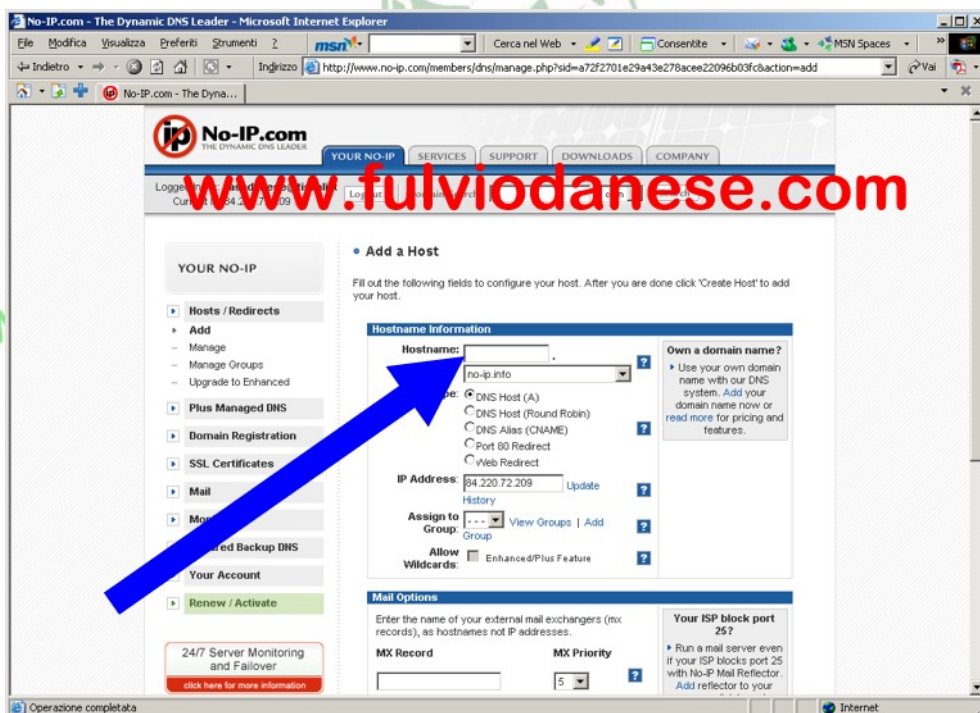 No-IP.com - The Dynamic DNS Leader - Microsoft Internet Explorer
File Modifica Visualizza Preferiti Strumenti ?
msn
Cerca nel Web
Consentite
MSN Spaces
»
Indietro
Indirizzo http://www.no-ip.com/members/dns/manage.php?sid=a72f2701e29a43e278acee22096b03fc&action=add
Vai
No-IP.com - The Dyna...
ip No-IP.com
THE DYNAMIC DNS LEADER
YOUR NO-IP SERVICES SUPPORT DOWNLOADS COMPANY
www.fulviodanese.com
Add a Host
YOUR NO-IP
Fill out the following fields to configure your host. After you are done click 'Create Host' to add
your host.
Hosts / Redirects
Add
Manage
Manage Groups
Upgrade to Enhanced
Plus Managed DNS
Domain Registration
SSL Certificates
Mail
Backup DNS
Your Account
Renew / Activate
24/7 Server Monitoring
and Failover
click here for more information
Hostname Information
Hostname: .
no-ip.info
DNS Host (A)
DNS Host (Round Robin)
DNS Alias (CNAME)
Port 80 Redirect
Web Redirect
IP Address: 84.220.72.209 Update
History
Assign to
Group: - - - View Groups | Add
Group
Allow
Wildcards: Enhanced/Plus Feature
Own a domain name?
Use your own domain
name with our DNS
system. Add your
domain name now or
read more for pricing and
features.
Mail Options
Enter the name of your external mail exchangers (mx
records), as hostnames not IP addresses.
MX Record MX Priority
5
Your ISP block port
25?
Run a mail server even
if your ISP blocks port 25
with No-IP Mail Reflector.
Add reflector to your
Operazione completata
Internet